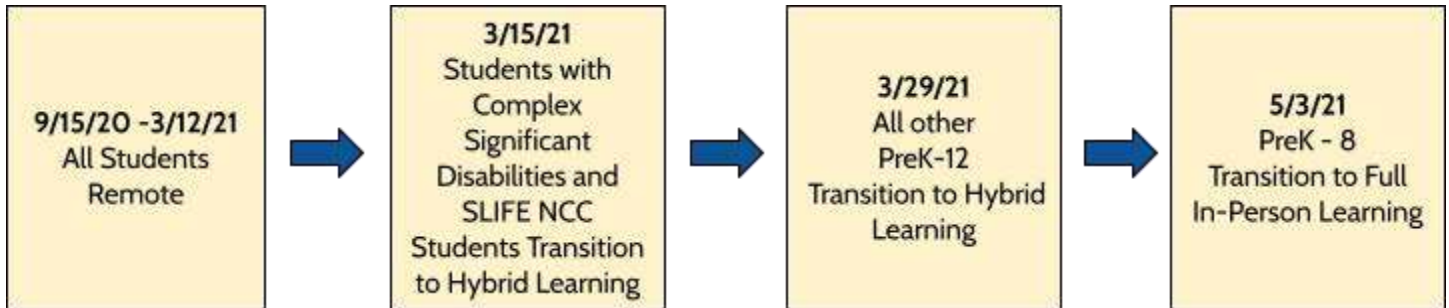 9/15/20 -3/12/21
All Students
Remote
3/15/21
Students with
Complex
Significant
Disabilities and
SLIFE NCC
Students Transition
to Hybrid Learning
3/29/21
All other
PreK-12
Transition to Hybrid
Learning
5/3/21
PreK - 8
Transition to Full
In-Person Learning